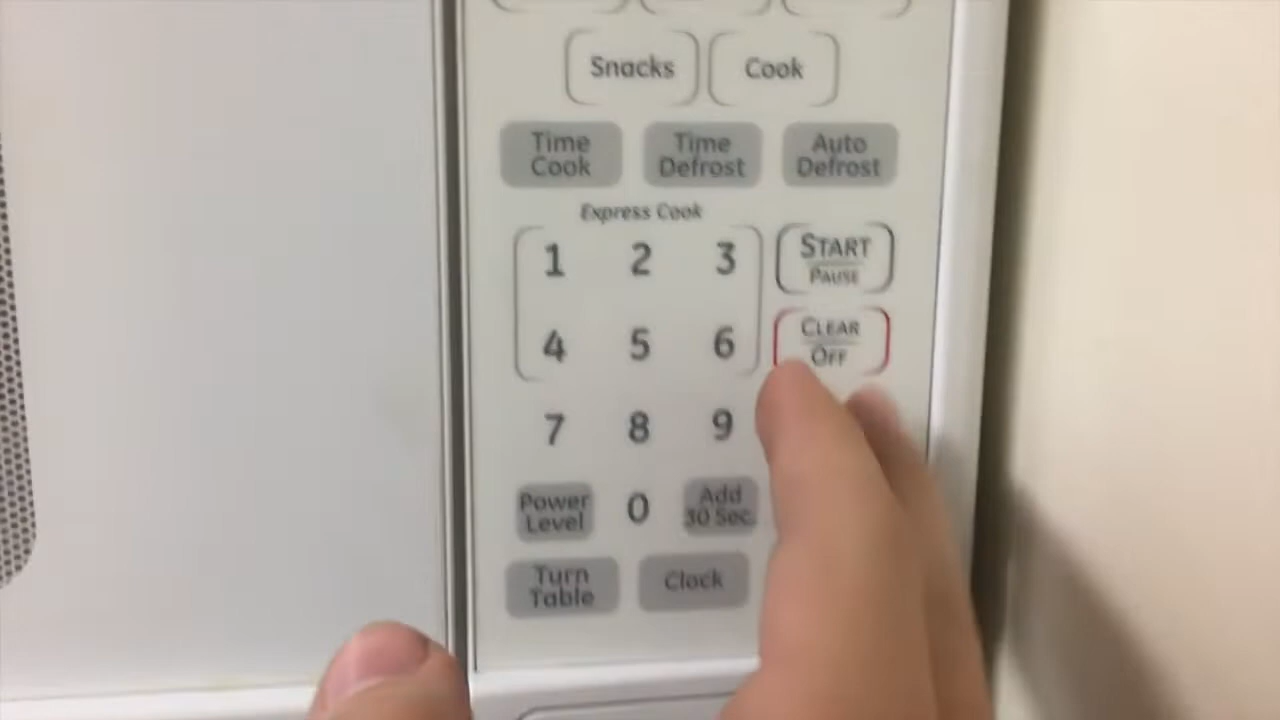 Snacks Cook
Time Cook Time Defrost Auto Defrost
Express Cook
1 2 3 START PAUSE
4 5 6 CLEAR OFF
7 8 9
Power Level 0 Add 30 Sec.
Turn Table Clock